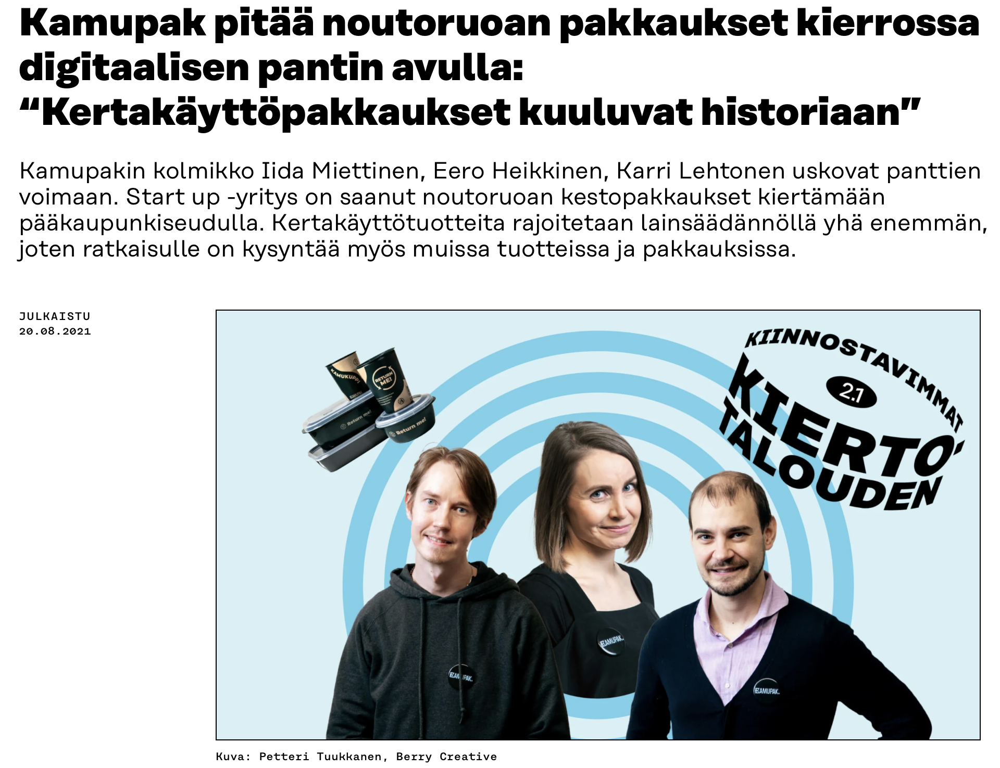 Kamupak pitää noutoruoan pakkaukset kierrossa
digitaalisen pantin avulla:
“Kertakäyttöpakkaukset kuuluvat historiaan”
Kamupakin kolmikko Iida Miettinen, Eero Heikkinen, Karri Lehtonen uskovat panttien
voimaan. Start up -yritys on saanut noutoruoan kestopakkaukset kiertämään
pääkaupunkiseudulla. Kertakäyttötuotteita rajoitetaan lainsäädännöllä yhä enemmän,
joten ratkaisulle on kysyntää myös muissa tuotteissa ja pakkauksissa.
JULKAISTU
20.08.2021
KIINNOSTAVIMMAT
2.1
KIERTO-
TALOUDEN
KAMUKUPPI
KAMUPAK
RETURN
ME!
Return me!
Return me!
KAMUPAK.
KAMUPAK.
KAMUPAK.
Kuva: Petteri Tuukkanen, Berry Creative